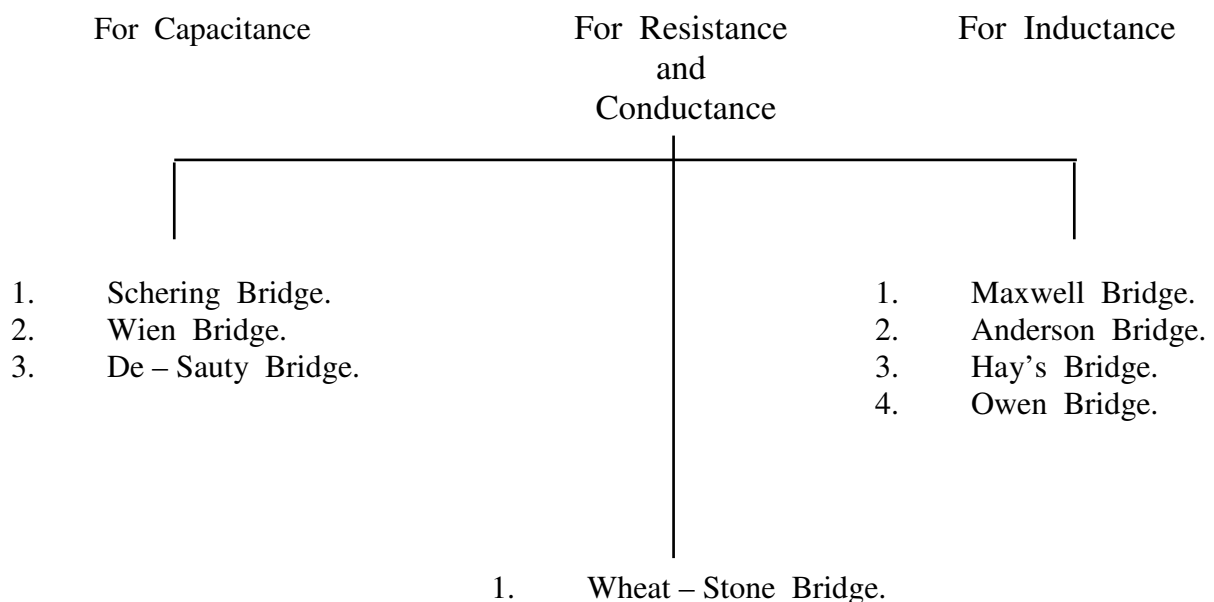 For Capacitance
For Resistance
and
Conductance
For Inductance
1. Schering Bridge.
2. Wien Bridge.
3. De – Sauty Bridge.
1. Maxwell Bridge.
2. Anderson Bridge.
3. Hay's Bridge.
4. Owen Bridge.
1. Wheat – Stone Bridge.